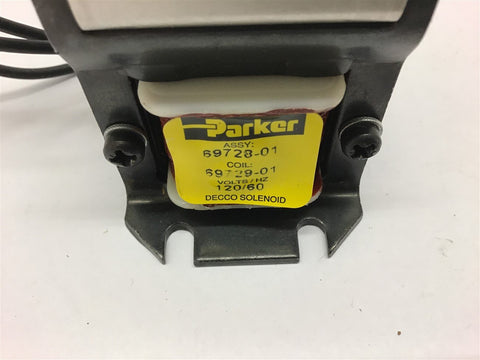 Parker
ASSY:
69728-01
COIL:
69729-01
VOLTS/HZ
120/60
DECCO SOLENOID